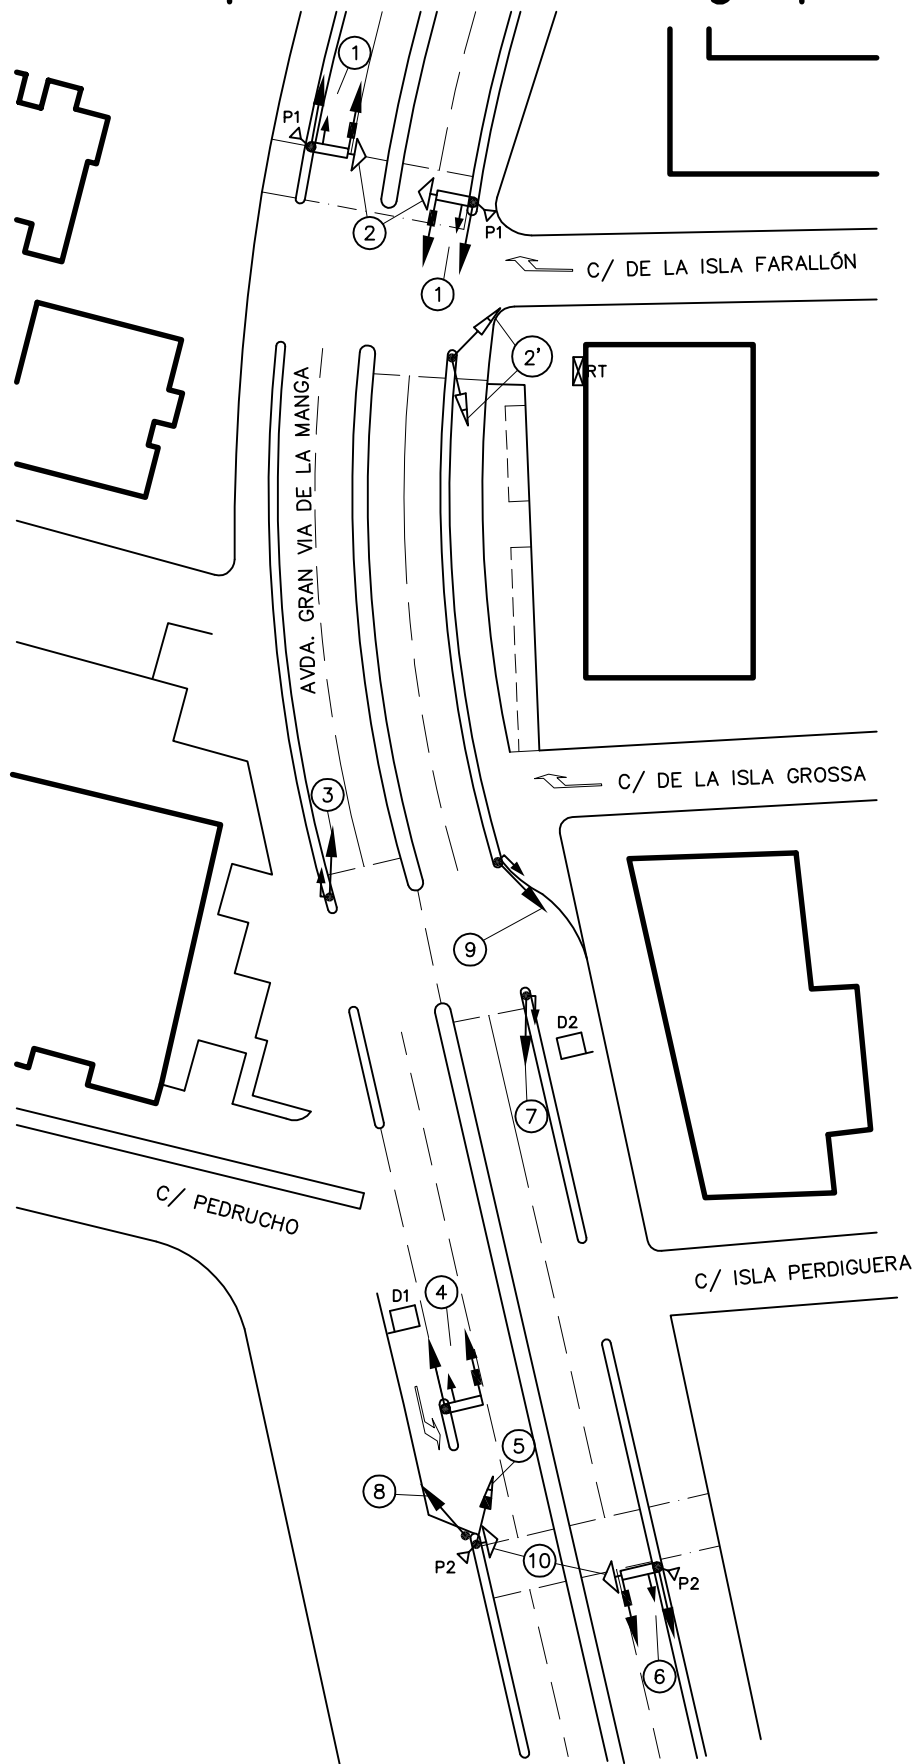 1
P1
2
P1
1
C/ DE LA ISLA FARALLÓN
2'
RT
AVDA. GRAN VIA DE LA MANGA
C/ DE LA ISLA GROSSA
3
9
D2
7
C/ PEDRUCHO
C/ ISLA PERDIGUERA
D1
4
5
8
10
P2
P2
6